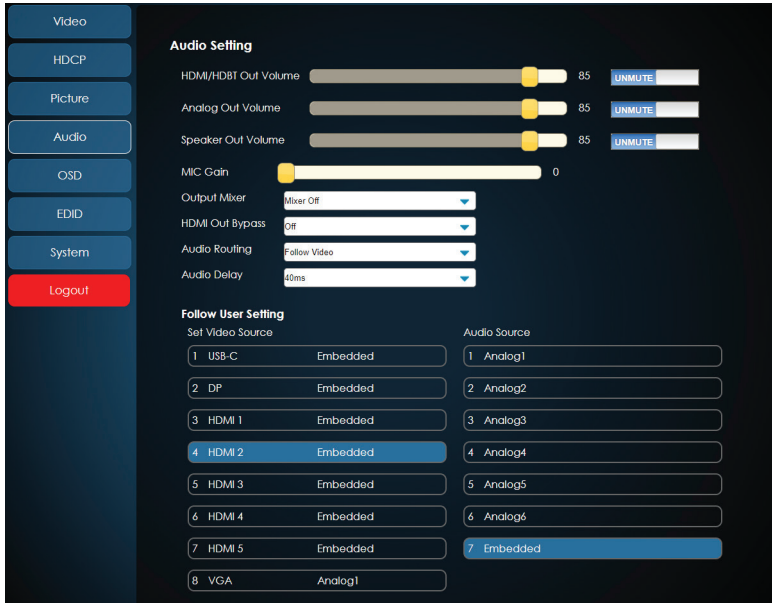 Video
HDCP
Picture
Audio
OSD
EDID
System
Logout
Audio Setting
HDMI/HDBT Out Volume 85 UNMUTE
Analog Out Volume 85 UNMUTE
Speaker Out Volume 85 UNMUTE
MIC Gain 0
Output Mixer Mixer Off
HDMI Out Bypass Off
Audio Routing Follow Video
Audio Delay 40ms
Follow User Setting
Set Video Source Audio Source
1 USB-C Embedded 1 Analog1
2 DP Embedded 2 Analog2
3 HDMI 1 Embedded 3 Analog3
4 HDMI 2 Embedded 4 Analog4
5 HDMI 3 Embedded 5 Analog5
6 HDMI 4 Embedded 6 Analog6
7 HDMI 5 Embedded 7 Embedded
8 VGA Analog1